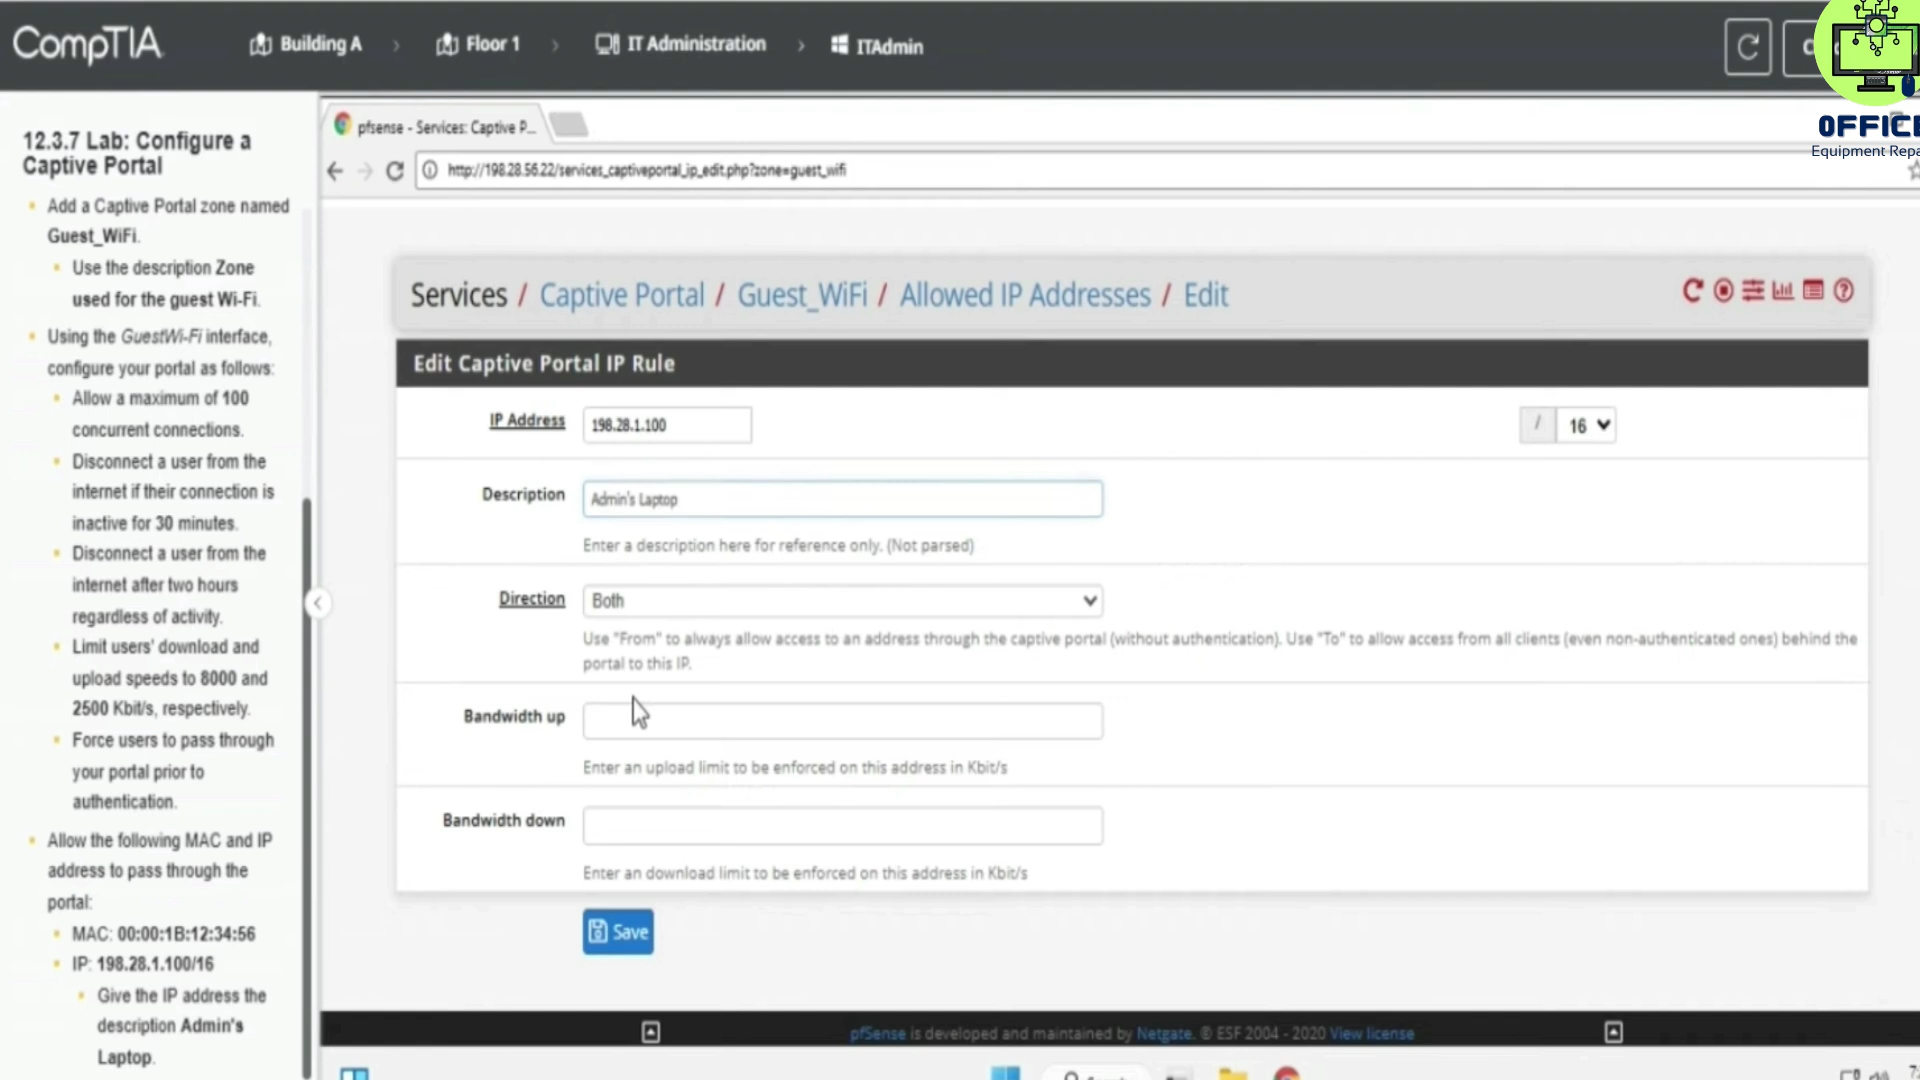 CompTIA
Building A
Floor 1
IT Administration
ITAdmin
OFFICE
Equipment Repa
12.3.7 Lab: Configure a
Captive Portal
Add a Captive Portal zone named
Guest_WiFi.
Use the description Zone
used for the guest Wi-Fi.
Using the GuestWi-Fi interface,
configure your portal as follows:
Allow a maximum of 100
concurrent connections.
Disconnect a user from the
internet if their connection is
inactive for 30 minutes.
Disconnect a user from the
internet after two hours
regardless of activity.
Limit users' download and
upload speeds to 8000 and
2500 Kbit/s, respectively.
Force users to pass through
your portal prior to
authentication.
Allow the following MAC and IP
address to pass through the
portal:
MAC: 00:00:1B:12:34:56
IP: 198.28.1.100/16
Give the IP address the
description Admin's
Laptop.
pfsense - Services: Captive P...
http://198.28.56.22/services_captiveportal_ip_edit.php?zone=guest_wifi
Services / Captive Portal / Guest_WiFi / Allowed IP Addresses / Edit
Edit Captive Portal IP Rule
IP Address 198.28.1.100 / 16
Description Admin's Laptop
Enter a description here for reference only. (Not parsed)
Direction Both
Use "From" to always allow access to an address through the captive portal (without authentication). Use "To" to allow access from all clients (even non-authenticated ones) behind the
portal to this IP.
Bandwidth up
Enter an upload limit to be enforced on this address in Kbit/s
Bandwidth down
Enter an download limit to be enforced on this address in Kbit/s
Save
pfSense is developed and maintained by Netgate. © ESF 2004 - 2020 View license